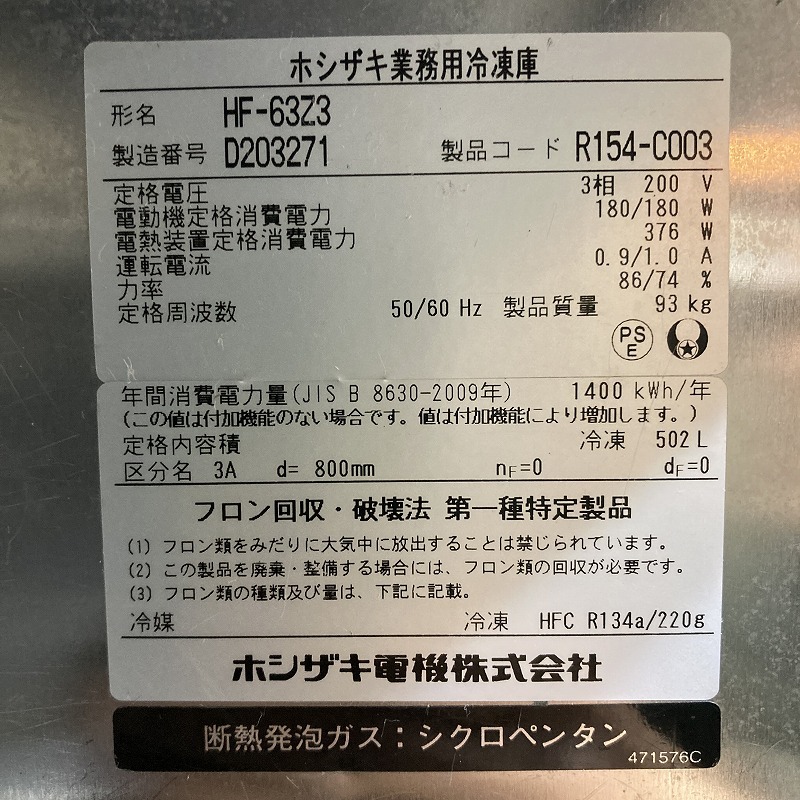 ホシザキ業務用冷凍庫
形名 HF-63Z3
製造番号 D203271 製品コード R154-C003
定格電圧 3相 200 V
電動機定格消費電力 180/180 W
電熱装置定格消費電力 376 W
運転電流 0.9/1.0 A
力率 86/74 %
定格周波数 50/60 Hz 製品質量 93 kg
PS
E
年間消費電力量(JIS B 8630-2009年) 1400 kWh/年
(この値は付加機能のない場合です。値は付加機能により増加します。)
定格内容積 冷凍 502 L
区分名 3A d= 800mm nF=0 dF=0
フロン回収・破壊法 第一種特定製品
(1) フロン類をみだりに大気中に放出することは禁じられています。
(2) この製品を廃棄・整備する場合には、フロン類の回収が必要です。
(3) フロン類の種類及び量は、下記に記載。
冷媒 冷凍 HFC R134a/220g
ホシザキ電機株式会社
断熱発泡ガス：シクロペンタン
471576C